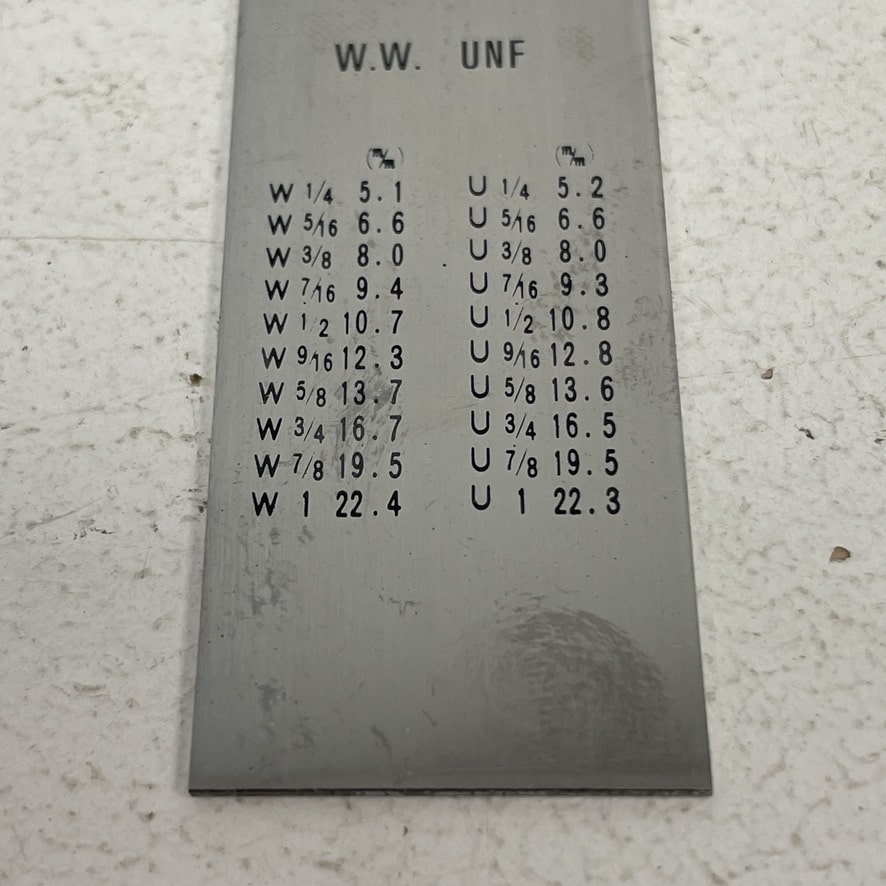 W.W. UNF
(m/m) (m/m)
W 1/4 5.1 U 1/4 5.2
W 5/16 6.6 U 5/16 6.6
W 3/8 8.0 U 3/8 8.0
W 7/16 9.4 U 7/16 9.3
W 1/2 10.7 U 1/2 10.8
W 9/16 12.3 U 9/16 12.8
W 5/8 13.7 U 5/8 13.6
W 3/4 16.7 U 3/4 16.5
W 7/8 19.5 U 7/8 19.5
W 1 22.4 U 1 22.3